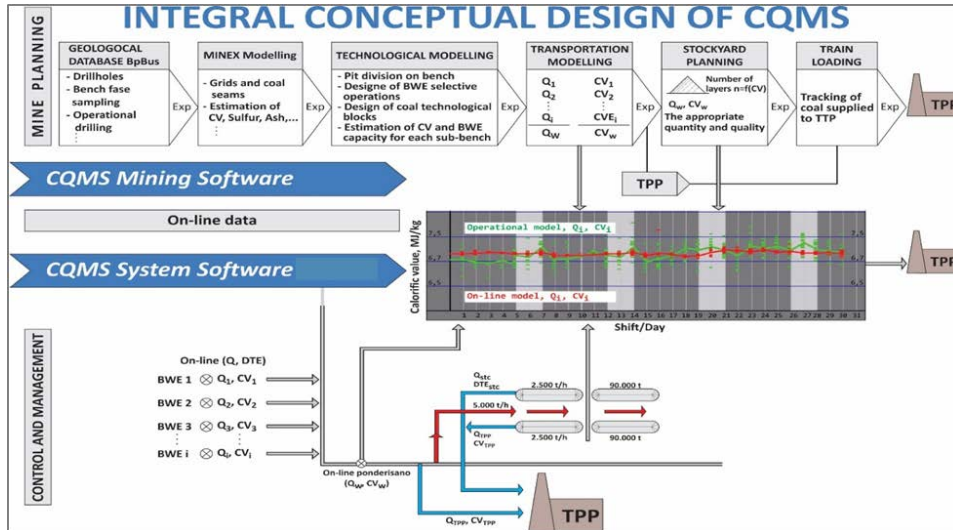 INTEGRAL CONCEPTUAL DESIGN OF CQMS
MINE PLANNING
GEOLOGOCAL
DATABASE BpBus
- Drillholes
- Bench fase
sampling
- Operational
drilling
⋮
Exp
MINEX Modelling
- Grids and coal
seams
- Estimation of
CV, Sulfur, Ash,...
⋮
Exp
TECHNOLOGICAL MODELLING
- Pit division on bench
- Designe of BWE selective
operations
- Design of coal technological
blocks
- Estimation of CV and BWE
capacity for each sub-bench
Exp
TRANSPORTATION
MODELLING
Q1 CV1
Q2 CV2
⋮ ⋮
Qi CVEi
QW CVw
Exp
STOCKYARD
PLANNING
Number of
layers n=f(CV)
Qw, CVw
The appropriate
quantity and quality
Exp
TRAIN
LOADING
Tracking of
coal supplied
to TTP
Exp
TPP
CQMS Mining Software
TPP
On-line data
CQMS System Software
Calorific value, MJ/kg
7,5
6,7
6,5
Operational model, Qi, CVi
On-line model, Qi, CVi
7,5
6,7
6,5
1 2 3 4 5 6 7 8 9 10 11 12 13 14 15 16 17 18 19 20 21 22 23 24 25 26 27 28 29 30 31
Shift/Day
TPP
CONTROL AND MANAGEMENT
On-line (Q, DTE)
BWE 1 ⊗ Q1, CV1
BWE 2 ⊗ Q2, CV2
BWE 3 ⊗ Q3, CV3
⋮ ⋮
BWE i ⊗ Qi, CVi
On-line ponderisano
(Qw, CVw)
Qstc
DTEstc
2.500 t/h
90.000 t
5.000 t/h
QTPP
CVTPP
2.500 t/h
90.000 t
QTPP, CVTPP
TPP